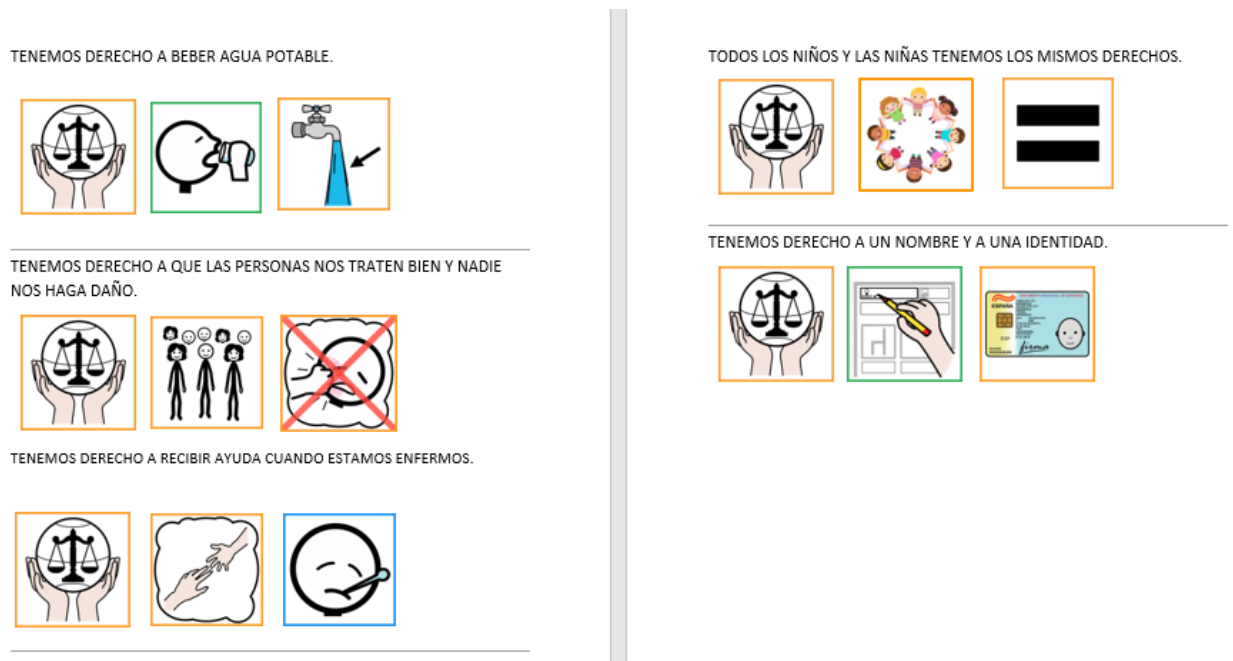 TENEMOS DERECHO A BEBER AGUA POTABLE.
TENEMOS DERECHO A QUE LAS PERSONAS NOS TRATEN BIEN Y NADIE
NOS HAGA DAÑO.
TENEMOS DERECHO A RECIBIR AYUDA CUANDO ESTAMOS ENFERMOS.
TODOS LOS NIÑOS Y LAS NIÑAS TENEMOS LOS MISMOS DERECHOS.
TENEMOS DERECHO A UN NOMBRE Y A UNA IDENTIDAD.
ESPAÑA
firma